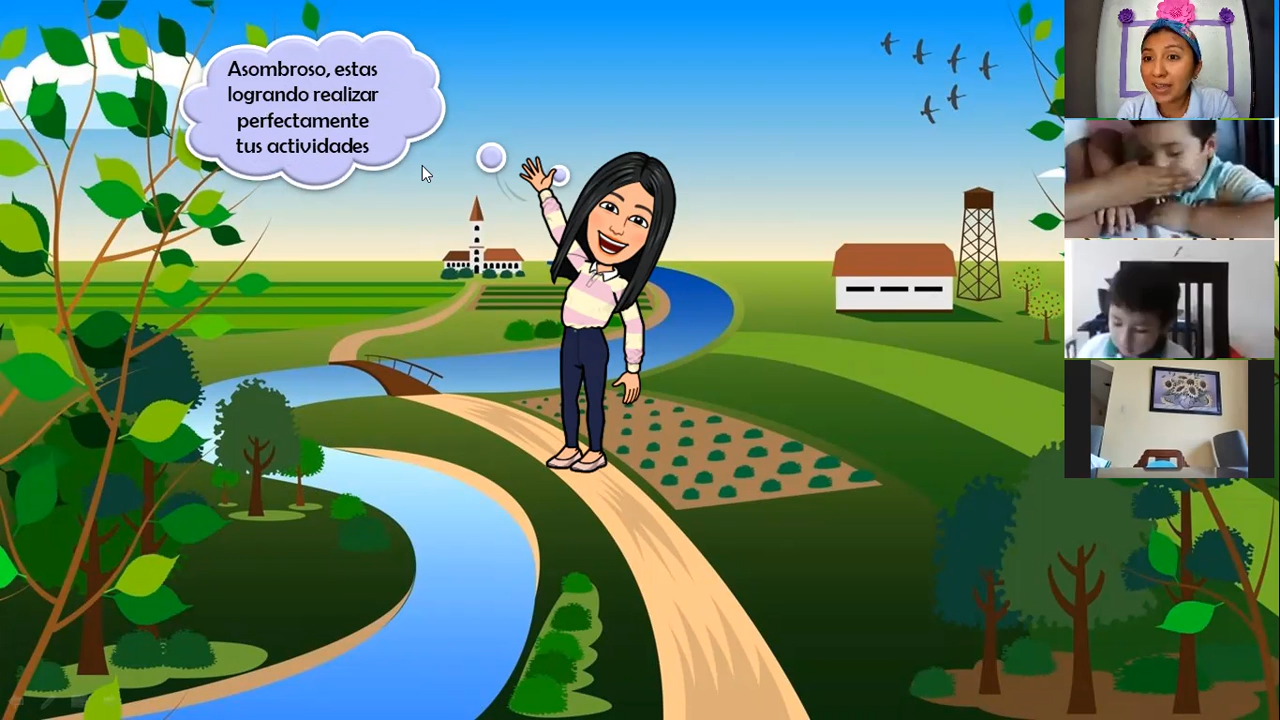 Asombroso, estas
logrando realizar
perfectamente
tus actividades